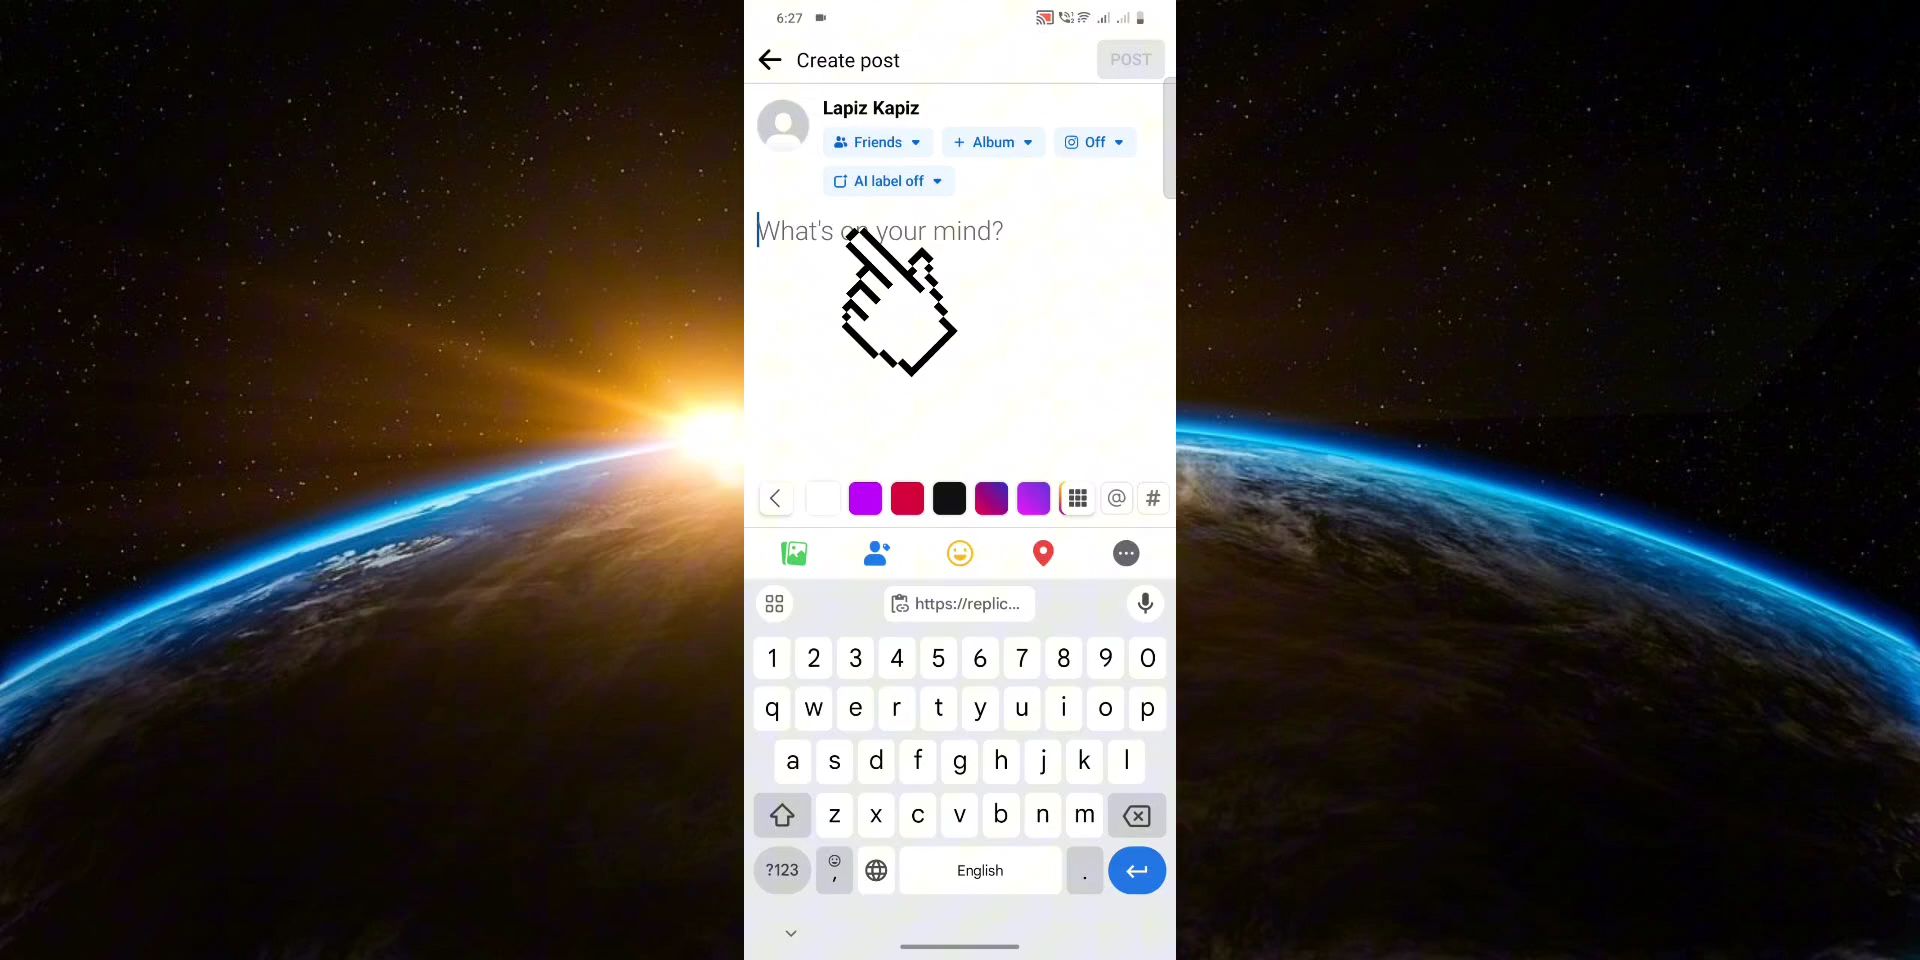 6:27
Create post
POST
Lapiz Kapiz
Friends
+ Album
Off
AI label off
What's on your mind?
@ #
https://replic...
1 2 3 4 5 6 7 8 9 0
q w e r t y u i o p
a s d f g h j k l
z x c v b n m
?123 , English .